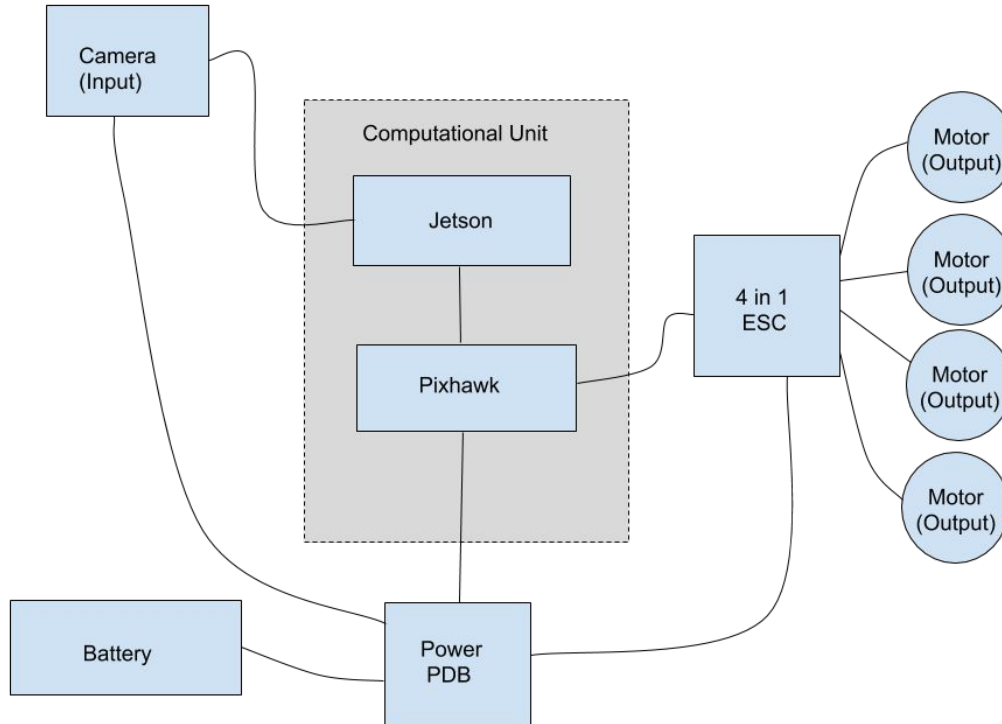 Camera
(Input)
Computational Unit
Jetson
Pixhawk
4 in 1
ESC
Motor
(Output)
Motor
(Output)
Motor
(Output)
Motor
(Output)
Battery
Power
PDB